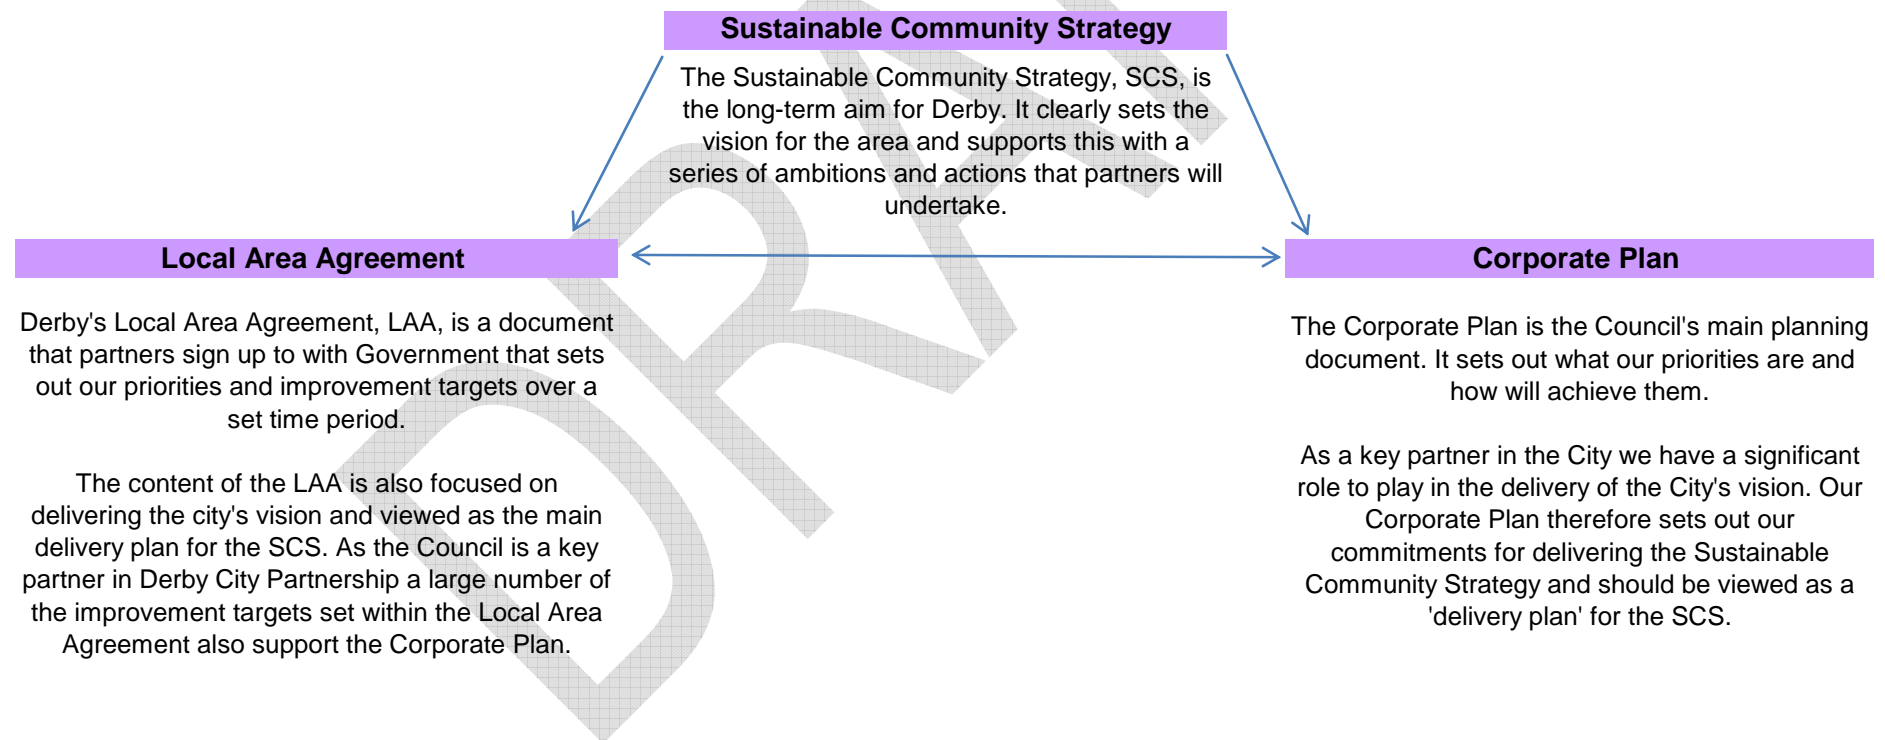 Sustainable Community Strategy
The Sustainable Community Strategy, SCS, is
the long-term aim for Derby. It clearly sets the
vision for the area and supports this with a
series of ambitions and actions that partners will
undertake.
Local Area Agreement
Derby's Local Area Agreement, LAA, is a document
that partners sign up to with Government that sets
out our priorities and improvement targets over a
set time period.
The content of the LAA is also focused on
delivering the city's vision and viewed as the main
delivery plan for the SCS. As the Council is a key
partner in Derby City Partnership a large number of
the improvement targets set within the Local Area
Agreement also support the Corporate Plan.
Corporate Plan
The Corporate Plan is the Council's main planning
document. It sets out what our priorities are and
how will achieve them.
As a key partner in the City we have a significant
role to play in the delivery of the City's vision. Our
Corporate Plan therefore sets out our
commitments for delivering the Sustainable
Community Strategy and should be viewed as a
'delivery plan' for the SCS.
DRA